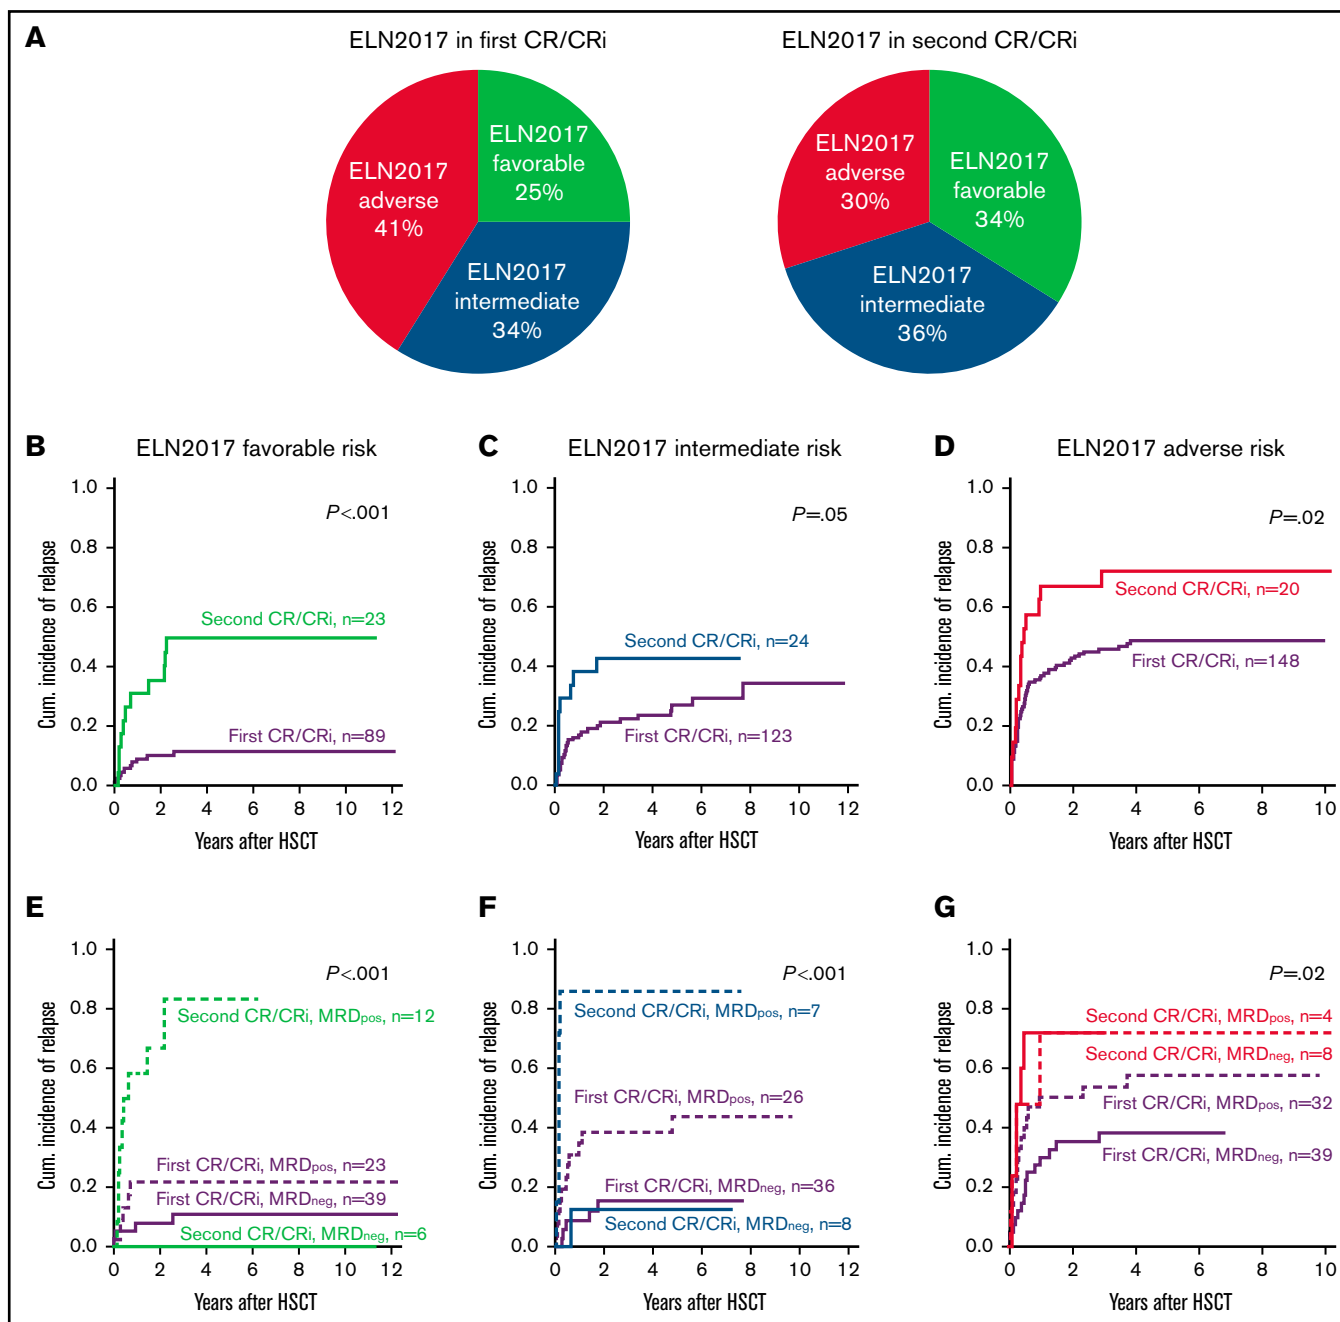 A
ELN2017 in first CR/CRi
ELN2017 in second CR/CRi
ELN2017
favorable
25%
ELN2017
adverse
41%
ELN2017
intermediate
34%
ELN2017
adverse
30%
ELN2017
favorable
34%
ELN2017
intermediate
36%
B
ELN2017 favorable risk
1.0
0.8
0.6
0.4
0.2
0.0
Cum. incidence of relapse
P<.001
Second CR/CRi, n=23
First CR/CRi, n=89
0 2 4 6 8 10 12
Years after HSCT
C
ELN2017 intermediate risk
1.0
0.8
0.6
0.4
0.2
0.0
Cum. incidence of relapse
P=.05
Second CR/CRi, n=24
First CR/CRi, n=123
0 2 4 6 8 10 12
Years after HSCT
D
ELN2017 adverse risk
1.0
0.8
0.6
0.4
0.2
0.0
Cum. incidence of relapse
P=.02
Second CR/CRi, n=20
First CR/CRi, n=148
0 2 4 6 8 10
Years after HSCT
E
1.0
0.8
0.6
0.4
0.2
0.0
Cum. incidence of relapse
P<.001
Second CR/CRi, MRDpos, n=12
First CR/CRi, MRDpos, n=23
First CR/CRi, MRDneg, n=39
Second CR/CRi, MRDneg, n=6
0 2 4 6 8 10 12
Years after HSCT
F
1.0
0.8
0.6
0.4
0.2
0.0
Cum. incidence of relapse
P<.001
Second CR/CRi, MRDpos, n=7
First CR/CRi, MRDpos, n=26
First CR/CRi, MRDneg, n=36
Second CR/CRi, MRDneg, n=8
0 2 4 6 8 10 12
Years after HSCT
G
1.0
0.8
0.6
0.4
0.2
0.0
Cum. incidence of relapse
P=.02
Second CR/CRi, MRDpos, n=4
Second CR/CRi, MRDneg, n=8
First CR/CRi, MRDpos, n=32
First CR/CRi, MRDneg, n=39
0 2 4 6 8 10
Years after HSCT